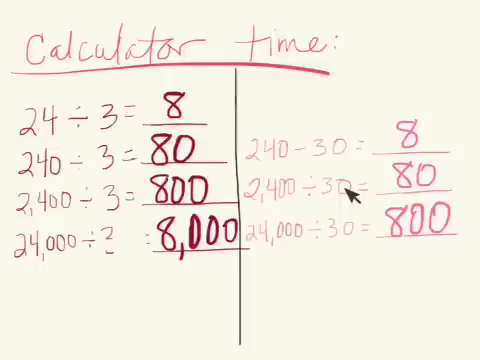 Calculator time:
24 ÷ 3 = 8
240 ÷ 3 = 80
2,400 ÷ 3 = 800
24,000 ÷ 3 = 8,000
240 - 30 = 8
2,400 ÷ 30 = 80
24,000 ÷ 30 = 800